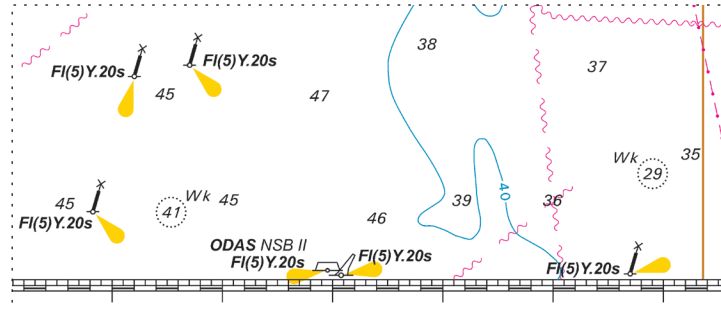 38
Fl(5)Y.20s Fl(5)Y.20s
37
45
47
35
Wk 29
45
41 Wk 45
46
39
40
36
Fl(5)Y.20s
ODAS NSB II
Fl(5)Y.20s Fl(5)Y.20s
Fl(5)Y.20s